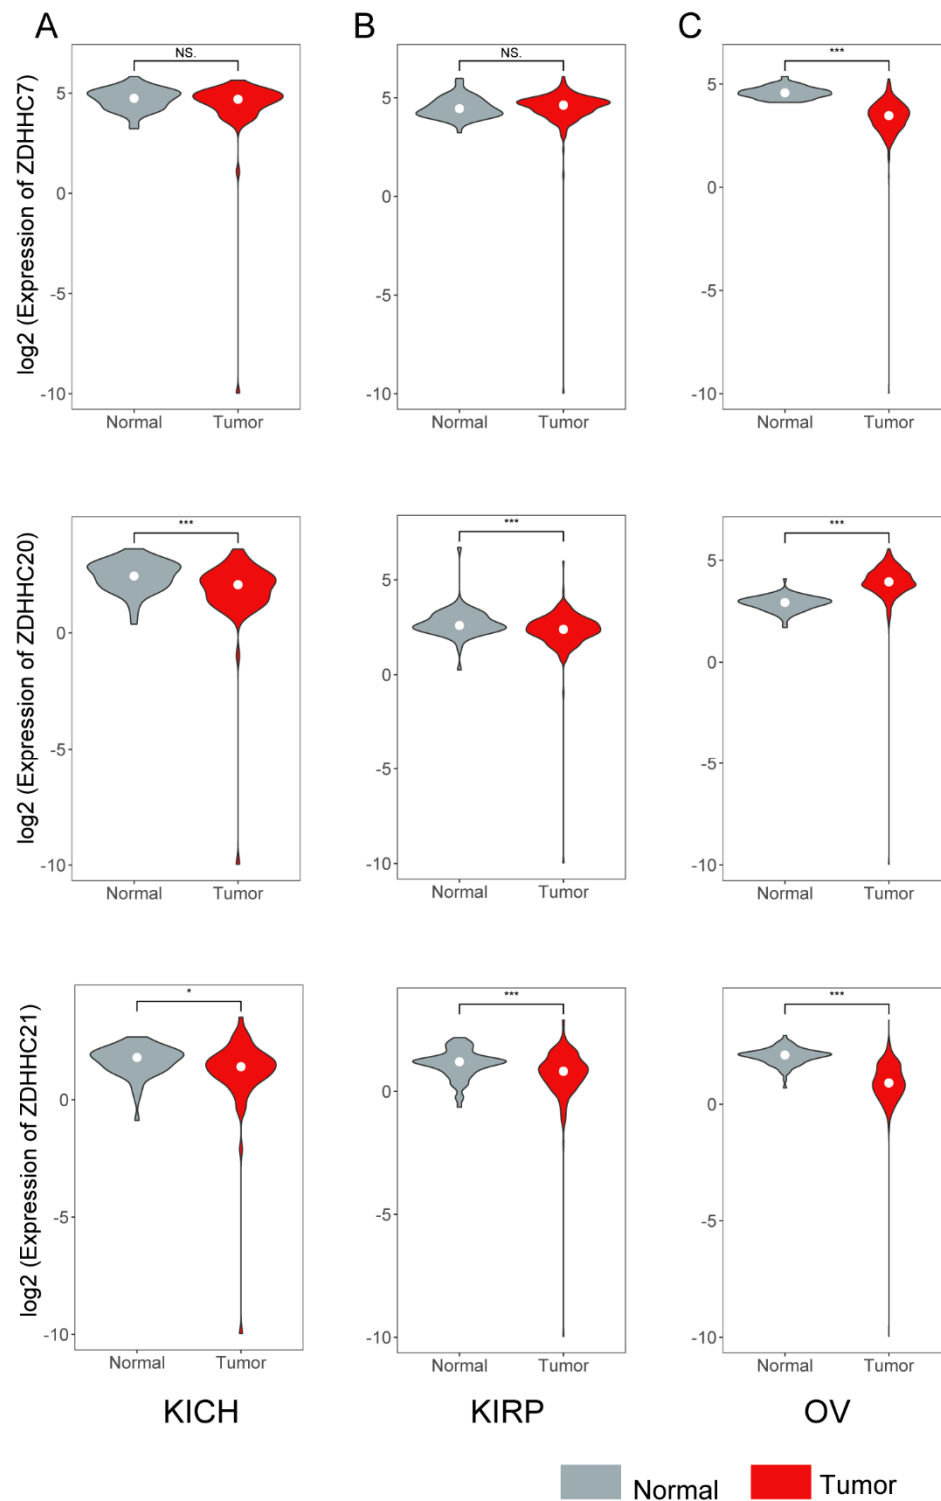 A B C
NS. NS. ***
log2 (Expression of ZDHHC7)
5 5 5
0 0 0
-5 -5 -5
-10 -10 -10
Normal Tumor Normal Tumor Normal Tumor
*** *** ***
log2 (Expression of ZDHHC20)
5 5
0 0 0
-5 -5 -5
-10 -10 -10
Normal Tumor Normal Tumor Normal Tumor
* *** ***
log2 (Expression of ZDHHC21)
0 0 0
-5 -5 -5
-10 -10 -10
Normal Tumor Normal Tumor Normal Tumor
KICH KIRP OV
Normal Tumor